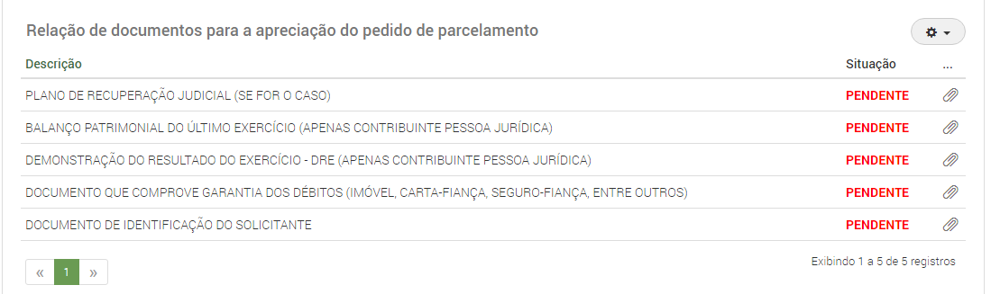 Relação de documentos para a apreciação do pedido de parcelamento
Descrição Situação ...
PLANO DE RECUPERAÇÃO JUDICIAL (SE FOR O CASO) PENDENTE
BALANÇO PATRIMONIAL DO ÚLTIMO EXERCÍCIO (APENAS CONTRIBUINTE PESSOA JURÍDICA) PENDENTE
DEMONSTRAÇÃO DO RESULTADO DO EXERCÍCIO - DRE (APENAS CONTRIBUINTE PESSOA JURÍDICA) PENDENTE
DOCUMENTO QUE COMPROVE GARANTIA DOS DÉBITOS (IMÓVEL, CARTA-FIANÇA, SEGURO-FIANÇA, ENTRE OUTROS) PENDENTE
DOCUMENTO DE IDENTIFICAÇÃO DO SOLICITANTE PENDENTE
« 1 » Exibindo 1 a 5 de 5 registros